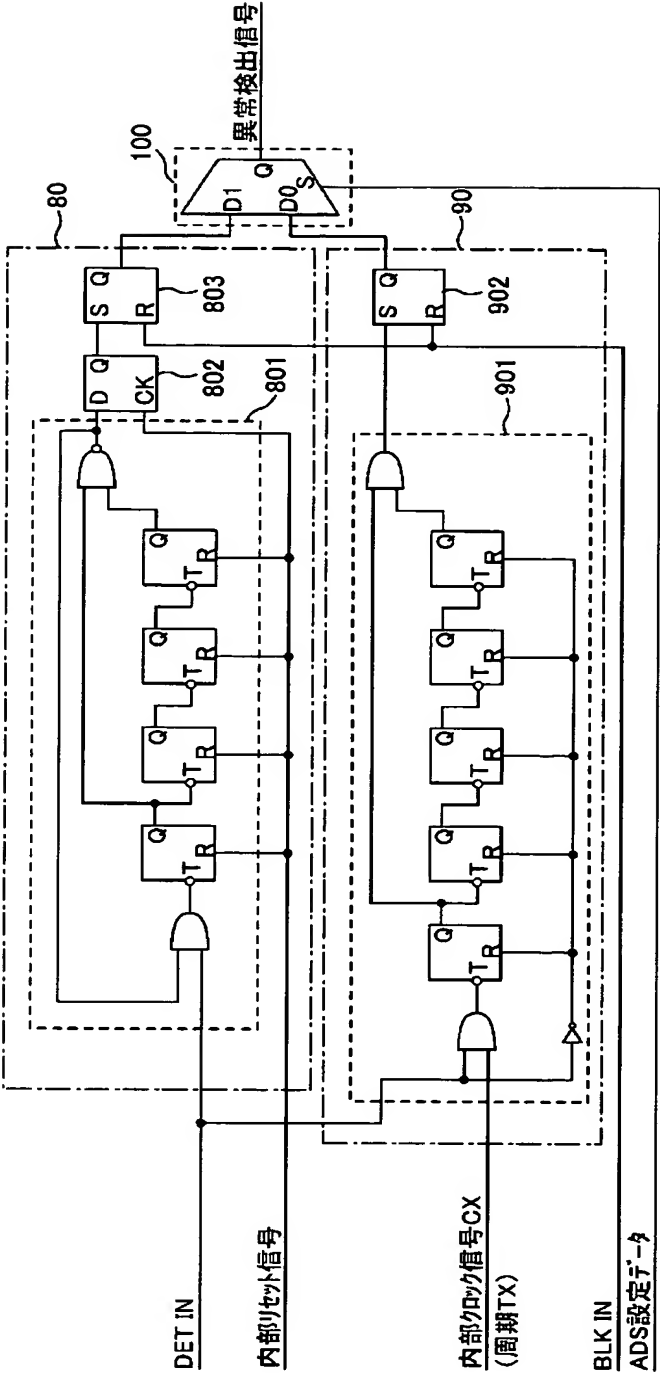 DET IN
内部リセット信号
内部クロック信号CX
(周期TX)
BLK IN
ADS設定データ
80
801
T
Q
R
T
Q
R
T
Q
R
T
Q
R
D
Q
CK
802
S
Q
R
803
90
901
T
Q
R
T
Q
R
T
Q
R
T
Q
R
T
Q
R
S
Q
R
902
100
D1
D0
Q
S
異常検出信号